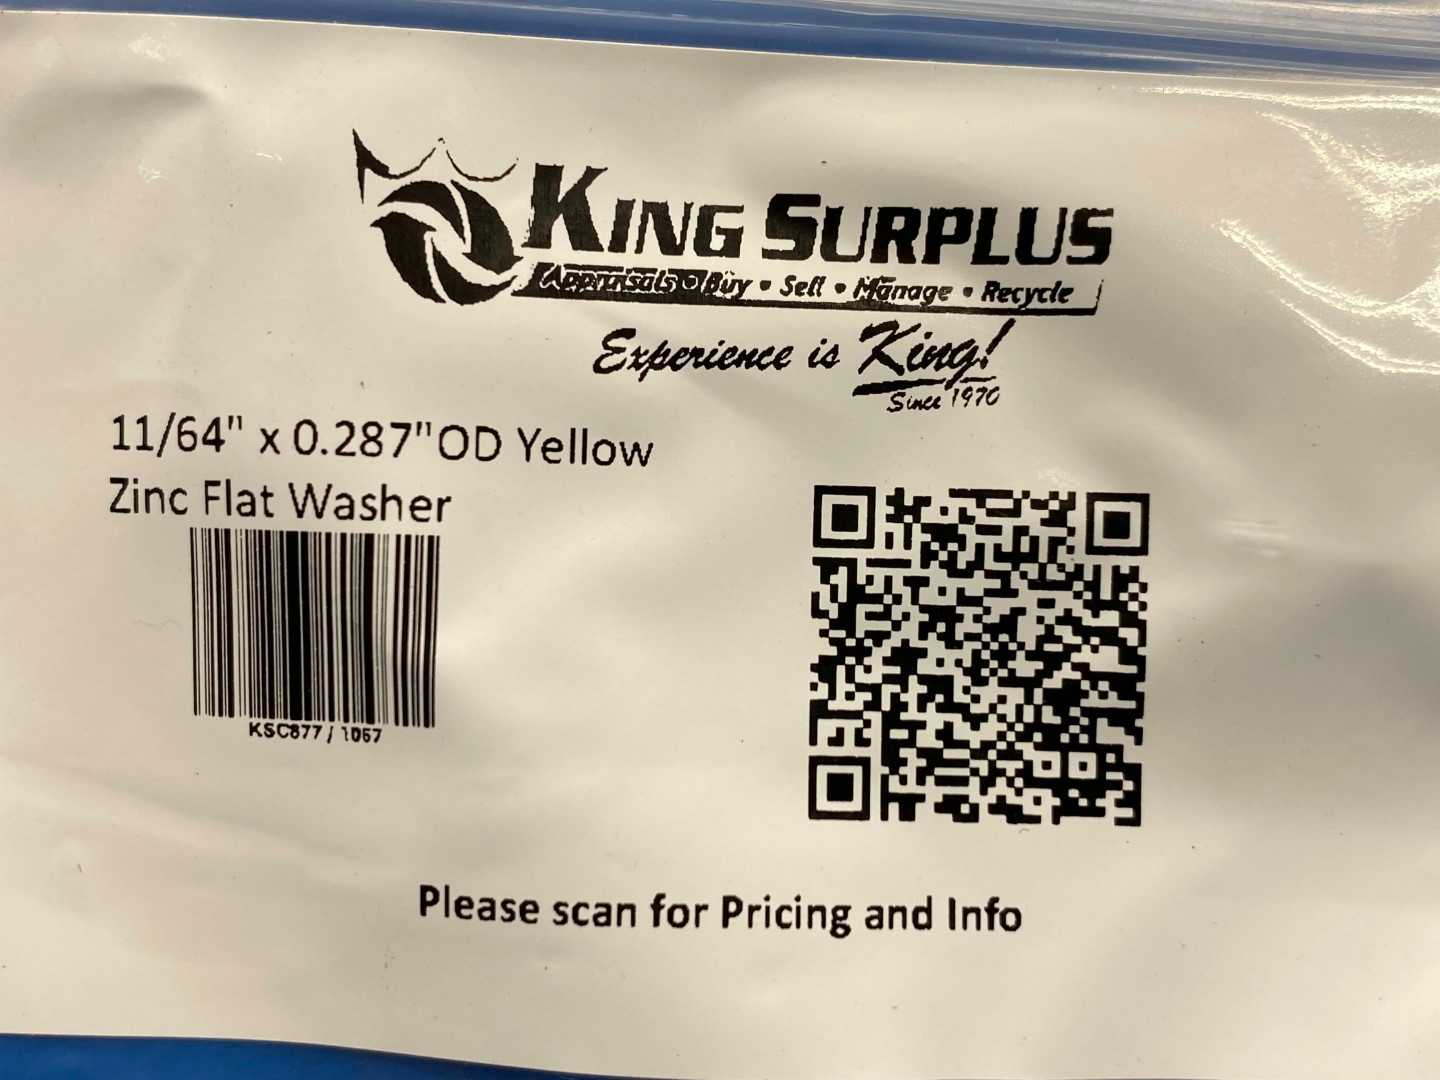 KING SURPLUS
Appraisals • Buy • Sell • Manage • Recycle
Experience is King!
Since 1970
11/64" x 0.287"OD Yellow
Zinc Flat Washer
KSC877 / 1067
Please scan for Pricing and Info